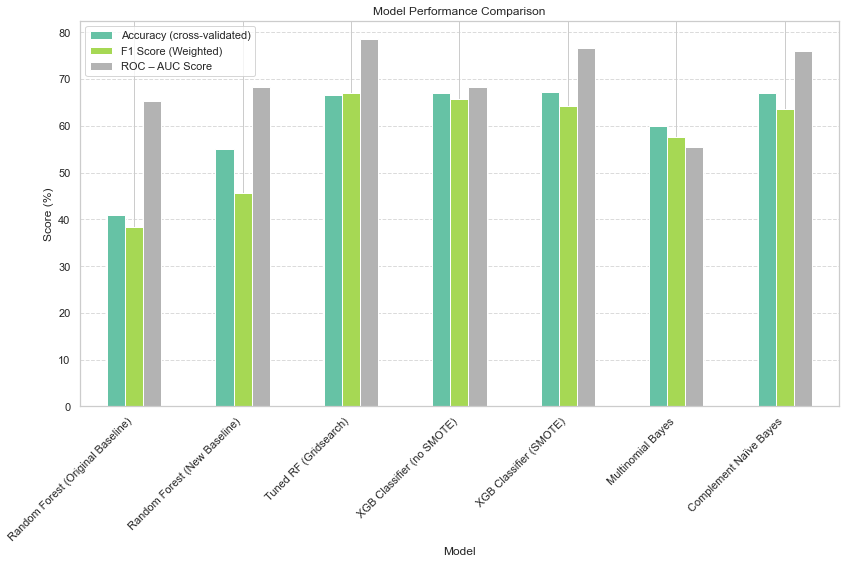 Model Performance Comparison
Accuracy (cross-validated)
F1 Score (Weighted)
ROC – AUC Score
Score (%)
80
70
60
50
40
30
20
10
0
Random Forest (Original Baseline)
Random Forest (New Baseline)
Tuned RF (Gridsearch)
XGB Classifier (no SMOTE)
XGB Classifier (SMOTE)
Multinomial Bayes
Complement Naïve Bayes
Model